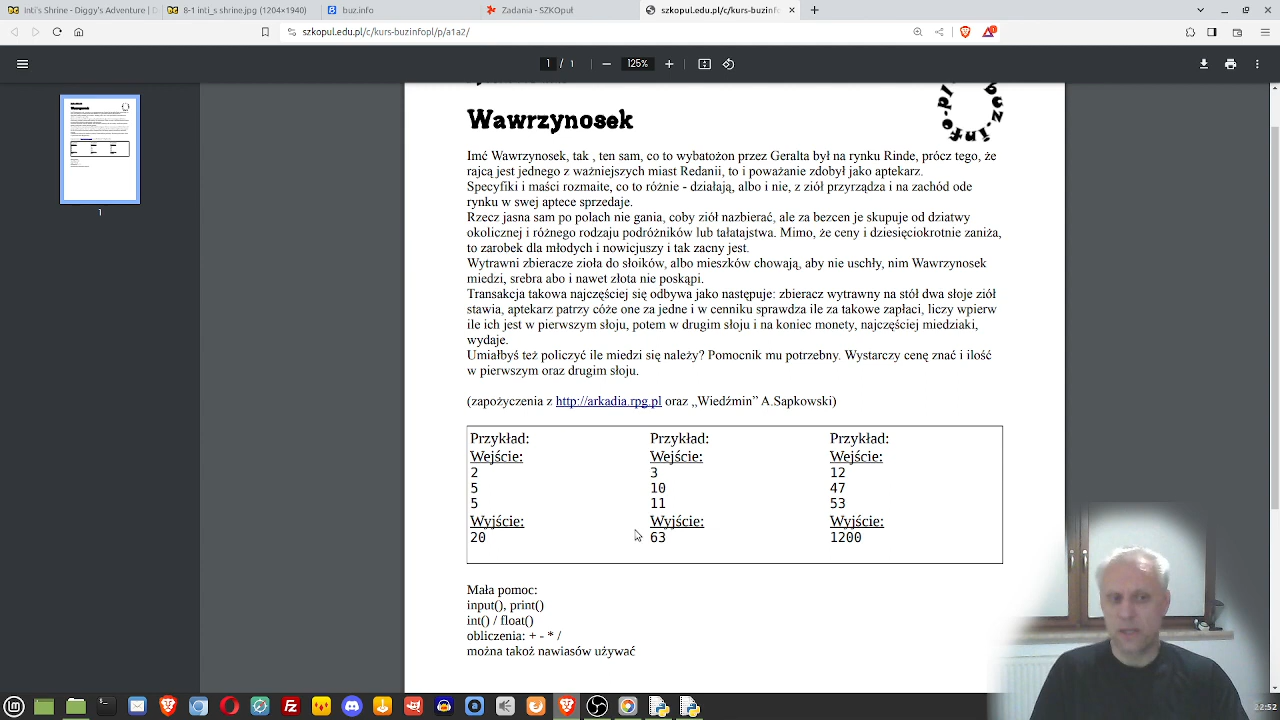 Inti's Shrine - Diggy's Adventure |
8-1 inti_s shrine.jpg (1204×1940)
buz.info
Zadania - SZKOpuł
skzopul.edu.pl/c/kurs-buzinfopl
szkopul.edu.pl/c/kurs-buzinfopl/p/a1a2/
1 / 1
125%
1
buz.info.pl
Wawrzynosek
Imć Wawrzynosek, tak , ten sam, co to wybatożon przez Geralta był na rynku Rinde, prócz tego, że
rajcą jest jednego z ważniejszych miast Redanii, to i poważanie zdobył jako aptekarz.
Specyfiki i maści rozmaite, co to różnie - działają, albo i nie, z ziół przyrządza i na zachód ode
rynku w swej aptece sprzedaje.
Rzecz jasna sam po polach nie gania, coby ziół nazbierać, ale za bezcen je skupuje od dziatwy
okolicznej i różnego rodzaju podróżników lub tałatajstwa. Mimo, że ceny i dziesięciokrotnie zaniża,
to zarobek dla młodych i nowicjuszy i tak zacny jest.
Wytrawni zbieracze zioła do słoików, albo mieszków chowają, aby nie uschły, nim Wawrzynosek
miedzi, srebra abo i nawet złota nie poskąpi.
Transakcja takowa najczęściej się odbywa jako następuje: zbieracz wytrawny na stół dwa słoje ziół
stawia, aptekarz patrzy cóże one za jedne i w cenniku sprawdza ile za takowe zapłaci, liczy wpierw
ile ich jest w pierwszym słoju, potem w drugim słoju i na koniec monety, najczęściej miedziaki,
wydaje.
Umiałbyś też policzyć ile miedzi się należy? Pomocnik mu potrzebny. Wystarczy cenę znać i ilość
w pierwszym oraz drugim słoju.
(zapożyczenia z http://arkadia.rpg.pl oraz „Wiedźmin” A.Sapkowski)
Przykład:
Wejście:
2
5
5
Wyjście:
20
Przykład:
Wejście:
3
10
11
Wyjście:
63
Przykład:
Wejście:
12
47
53
Wyjście:
1200
Mała pomoc:
input(), print()
int() / float()
obliczenia: + - * /
można takoż nawiasów używać
22:52